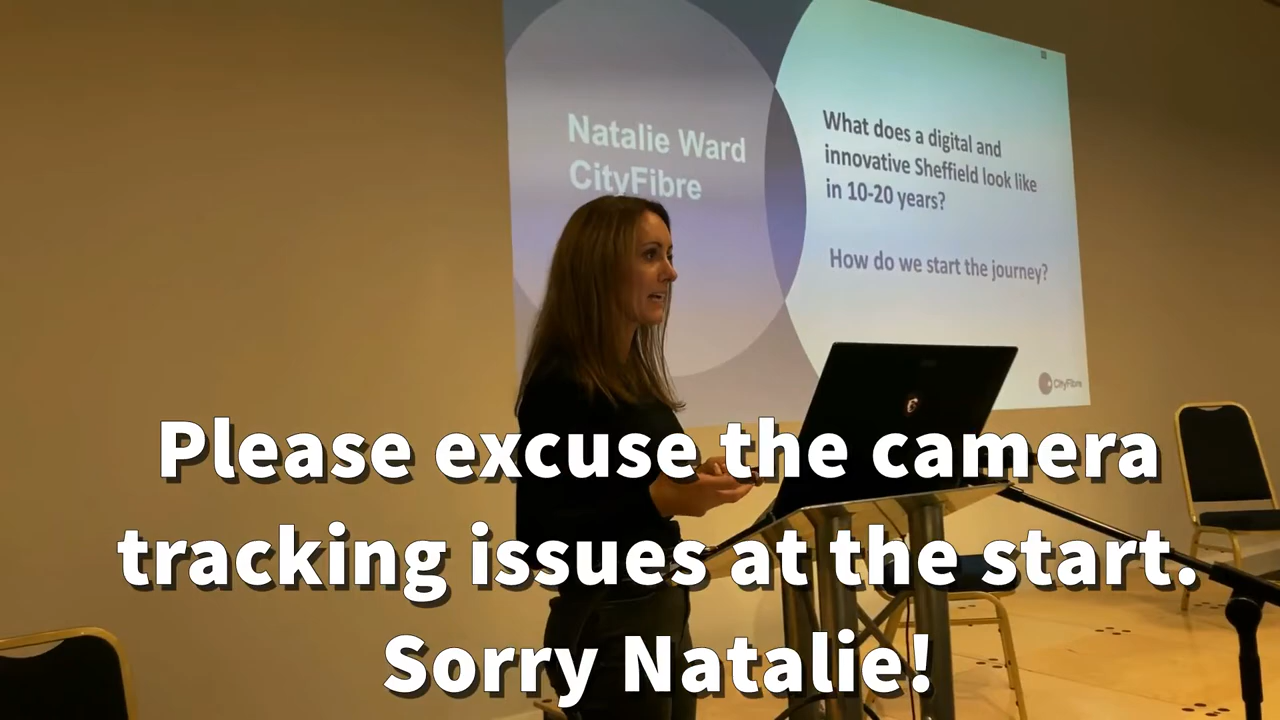 Natalie Ward
CityFibre
What does a digital and
innovative Sheffield look like
in 10-20 years?
How do we start the journey?
CityFibre
Please excuse the camera
tracking issues at the start.
Sorry Natalie!